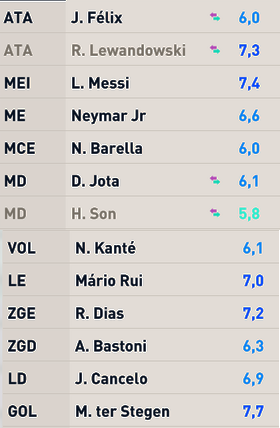 ATA J. Félix 6,0
ATA R. Lewandowski 7,3
MEI L. Messi 7,4
ME Neymar Jr 6,6
MCE N. Barella 6,0
MD D. Jota 6,1
MD H. Son 5,8
VOL N. Kanté 6,1
LE Mário Rui 7,0
ZGE R. Dias 7,2
ZGD A. Bastoni 6,3
LD J. Cancelo 6,9
GOL M. ter Stegen 7,7